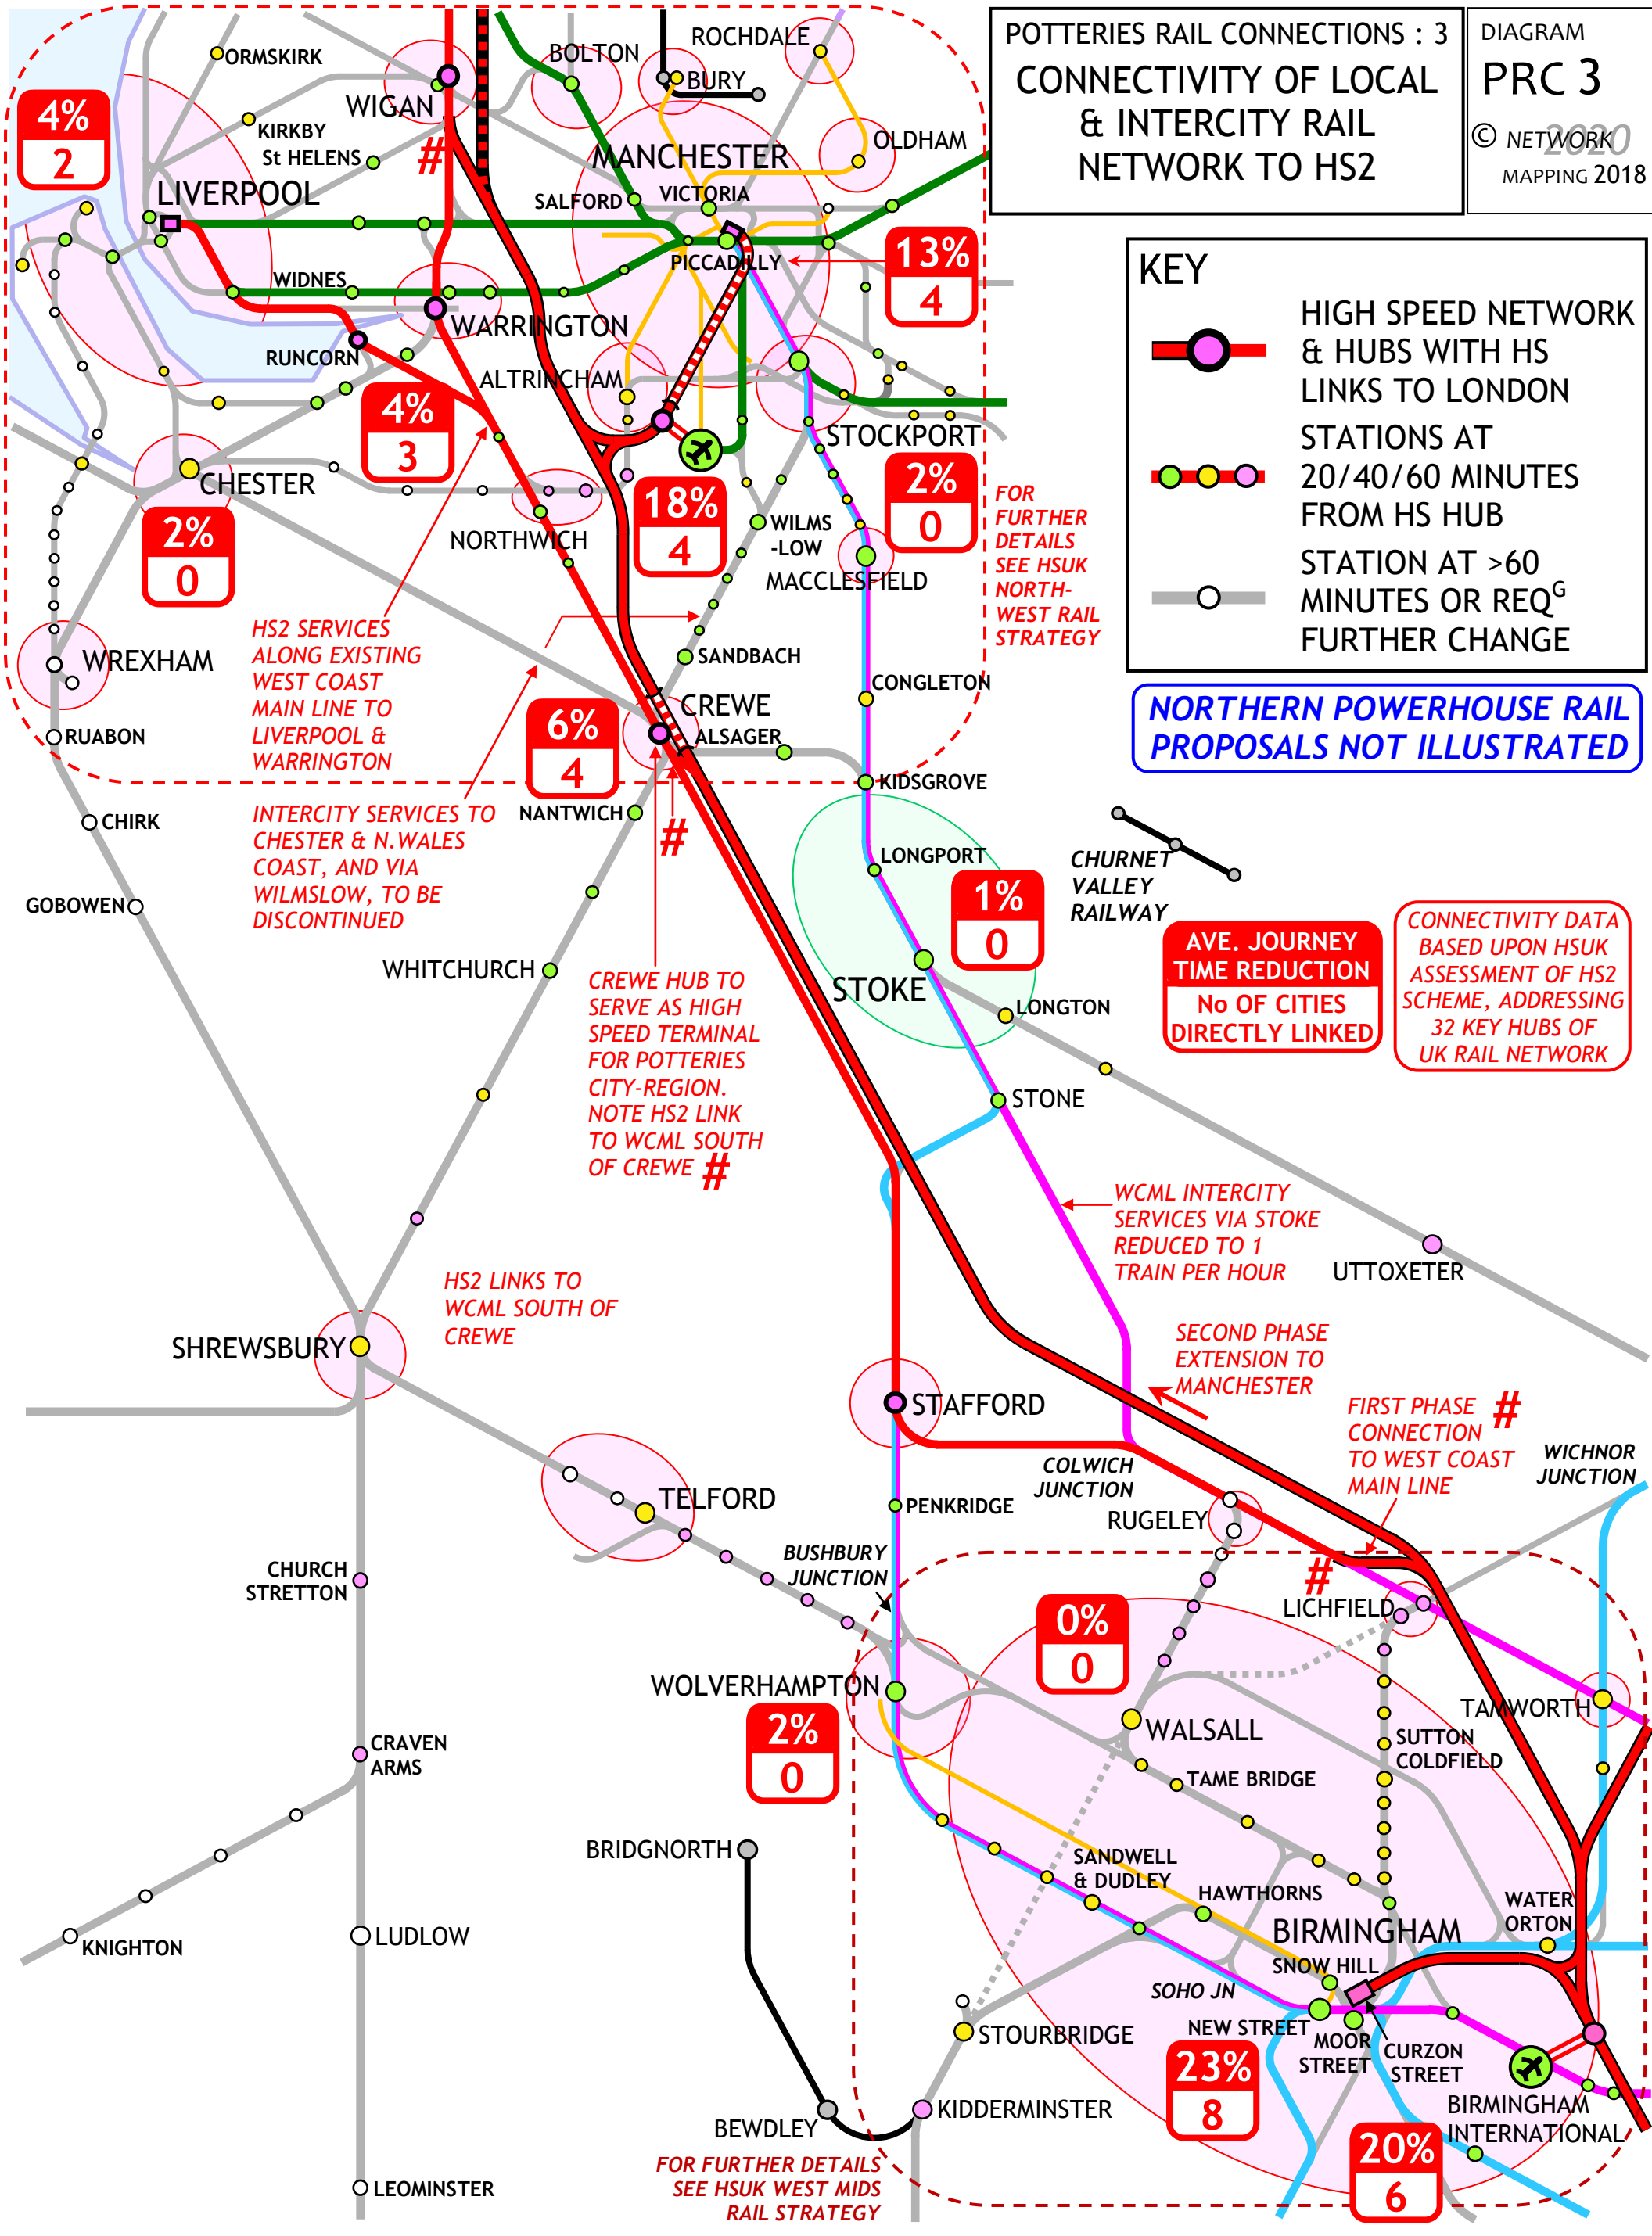 POTTERIES RAIL CONNECTIONS : 3
CONNECTIVITY OF LOCAL
& INTERCITY RAIL
NETWORK TO HS2
DIAGRAM
PRC 3
© NETWORK
2020
MAPPING 2018
KEY
HIGH SPEED NETWORK
& HUBS WITH HS
LINKS TO LONDON
STATIONS AT
20/40/60 MINUTES
FROM HS HUB
STATION AT >60
MINUTES OR REQG
FURTHER CHANGE
NORTHERN POWERHOUSE RAIL
PROPOSALS NOT ILLUSTRATED
ORMSKIRK
BOLTON
ROCHDALE
BURY
WIGAN
4%
2
KIRKBY
St HELENS
#
OLDHAM
MANCHESTER
LIVERPOOL
SALFORD
VICTORIA
PICCADILLY
13%
4
WIDNES
WARRINGTON
RUNCORN
ALTRINCHAM
4%
3
STOCKPORT
CHESTER
2%
0
18%
4
2%
0
FOR
FURTHER
DETAILS
SEE HSUK
NORTH-
WEST RAIL
STRATEGY
NORTHWICH
WILMS
-LOW
MACCLESFIELD
HS2 SERVICES
ALONG EXISTING
WEST COAST
MAIN LINE TO
LIVERPOOL &
WARRINGTON
WREXHAM
SANDBACH
CONGLETON
RUABON
CREWE
6%
4
ALSAGER
KIDSGROVE
CHIRK
INTERCITY SERVICES TO
CHESTER & N.WALES
COAST, AND VIA
WILMSLOW, TO BE
DISCONTINUED
NANTWICH
#
LONGPORT
CHURNET
VALLEY
RAILWAY
GOBOWEN
1%
0
AVE. JOURNEY
TIME REDUCTION
No OF CITIES
DIRECTLY LINKED
CONNECTIVITY DATA
BASED UPON HSUK
ASSESSMENT OF HS2
SCHEME, ADDRESSING
32 KEY HUBS OF
UK RAIL NETWORK
WHITCHURCH
STOKE
LONGTON
CREWE HUB TO
SERVE AS HIGH
SPEED TERMINAL
FOR POTTERIES
CITY-REGION.
NOTE HS2 LINK
TO WCML SOUTH
OF CREWE #
STONE
WCML INTERCITY
SERVICES VIA STOKE
REDUCED TO 1
TRAIN PER HOUR
UTTOXETER
HS2 LINKS TO
WCML SOUTH OF
CREWE
SHREWSBURY
SECOND PHASE
EXTENSION TO
MANCHESTER
STAFFORD
FIRST PHASE #
CONNECTION
TO WEST COAST
MAIN LINE
WICHNOR
JUNCTION
COLWICH
JUNCTION
TELFORD
PENKRIDGE
RUGELEY
BUSHBURY
JUNCTION
#
CHURCH
STRETTON
LICHFIELD
0%
0
WOLVERHAMPTON
2%
0
TAMWORTH
WALSALL
SUTTON
COLDFIELD
CRAVEN
ARMS
TAME BRIDGE
BRIDGNORTH
SANDWELL
& DUDLEY
HAWTHORNS
WATER
ORTON
BIRMINGHAM
KNIGHTON
LUDLOW
SNOW HILL
SOHO JN
NEW STREET
MOOR
STREET
CURZON
STREET
STOURBRIDGE
23%
8
BIRMINGHAM
INTERNATIONAL
BEWDLEY
KIDDERMINSTER
20%
6
FOR FURTHER DETAILS
SEE HSUK WEST MIDS
RAIL STRATEGY
LEOMINSTER